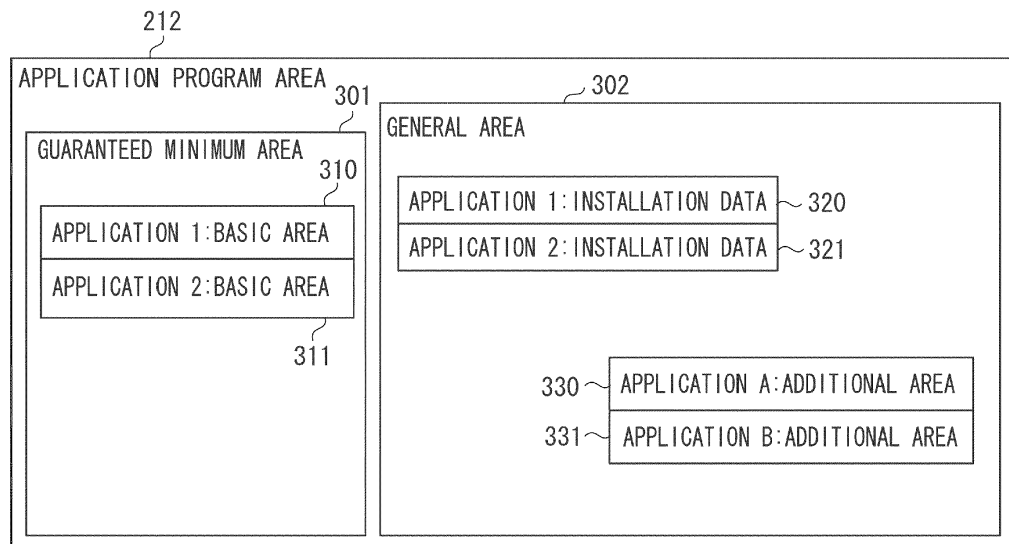 212
APPLICATION PROGRAM AREA
301
302
GUARANTEED MINIMUM AREA
GENERAL AREA
310
APPLICATION 1:BASIC AREA
APPLICATION 2:BASIC AREA
311
APPLICATION 1:INSTALLATION DATA
320
APPLICATION 2:INSTALLATION DATA
321
330
APPLICATION A:ADDITIONAL AREA
331
APPLICATION B:ADDITIONAL AREA